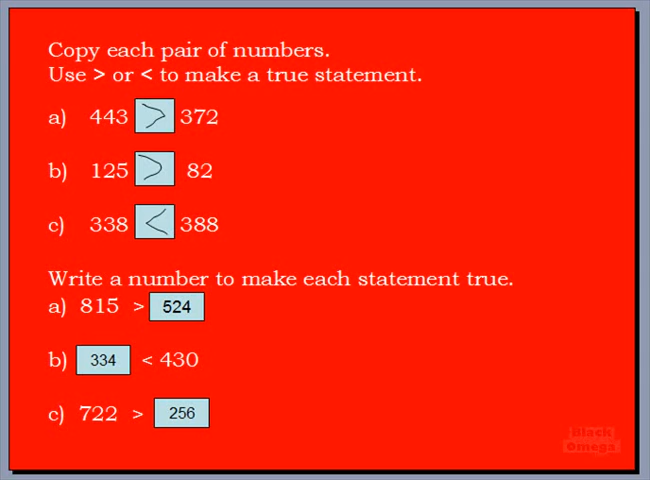 Copy each pair of numbers.
Use > or < to make a true statement.
a) 443 > 372
b) 125 > 82
c) 338 < 388
Write a number to make each statement true.
a) 815 > 524
b) 334 < 430
c) 722 > 256
Black
Omega